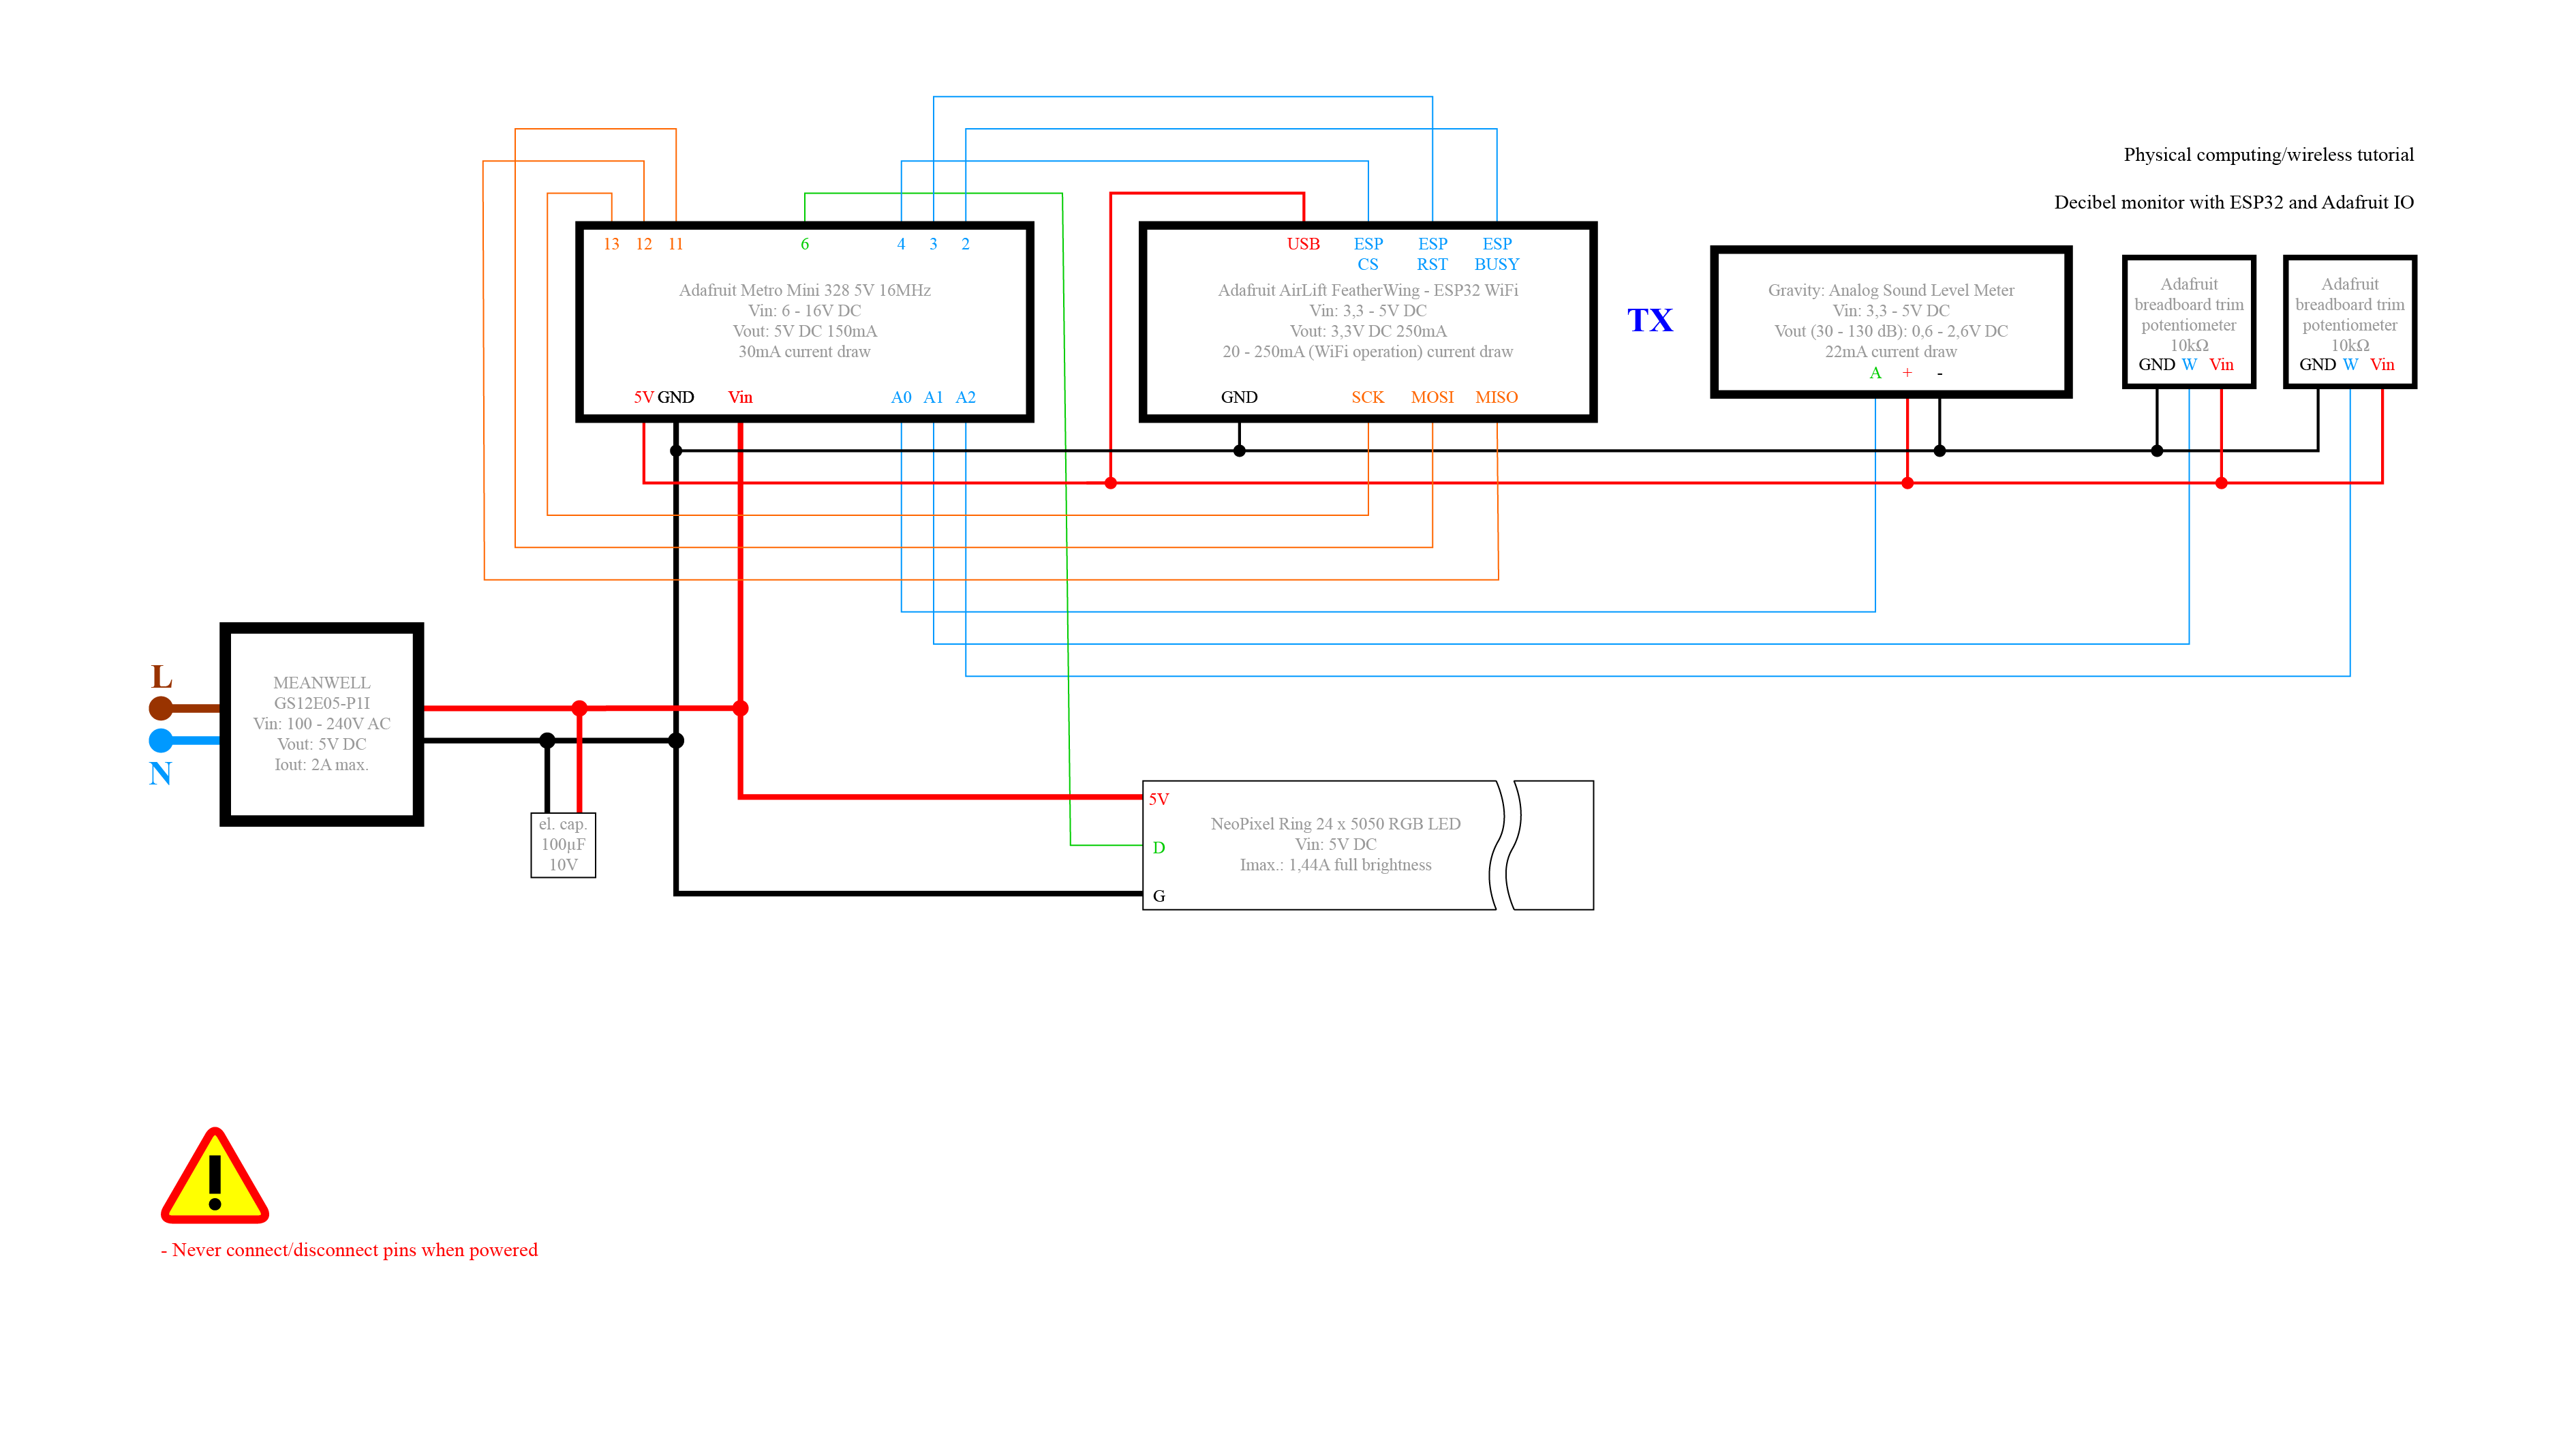 Physical computing/wireless tutorial
Decibel monitor with ESP32 and Adafruit IO
13 12 11 6 4 3 2
Adafruit Metro Mini 328 5V 16MHz
Vin: 6 - 16V DC
Vout: 5V DC 150mA
30mA current draw
5V GND Vin A0 A1 A2
USB ESP ESP ESP
CS RST BUSY
Adafruit AirLift FeatherWing - ESP32 WiFi
Vin: 3,3 - 5V DC
Vout: 3,3V DC 250mA
20 - 250mA (WiFi operation) current draw
GND SCK MOSI MISO
TX
Gravity: Analog Sound Level Meter
Vin: 3,3 - 5V DC
Vout (30 - 130 dB): 0,6 - 2,6V DC
22mA current draw
A + -
Adafruit
breadboard trim
potentiometer
10kΩ
GND W Vin
Adafruit
breadboard trim
potentiometer
10kΩ
GND W Vin
L
N
MEANWELL
GS12E05-P1I
Vin: 100 - 240V AC
Vout: 5V DC
Iout: 2A max.
el. cap.
100µF
10V
5V
D
G
NeoPixel Ring 24 x 5050 RGB LED
Vin: 5V DC
Imax.: 1,44A full brightness
- Never connect/disconnect pins when powered